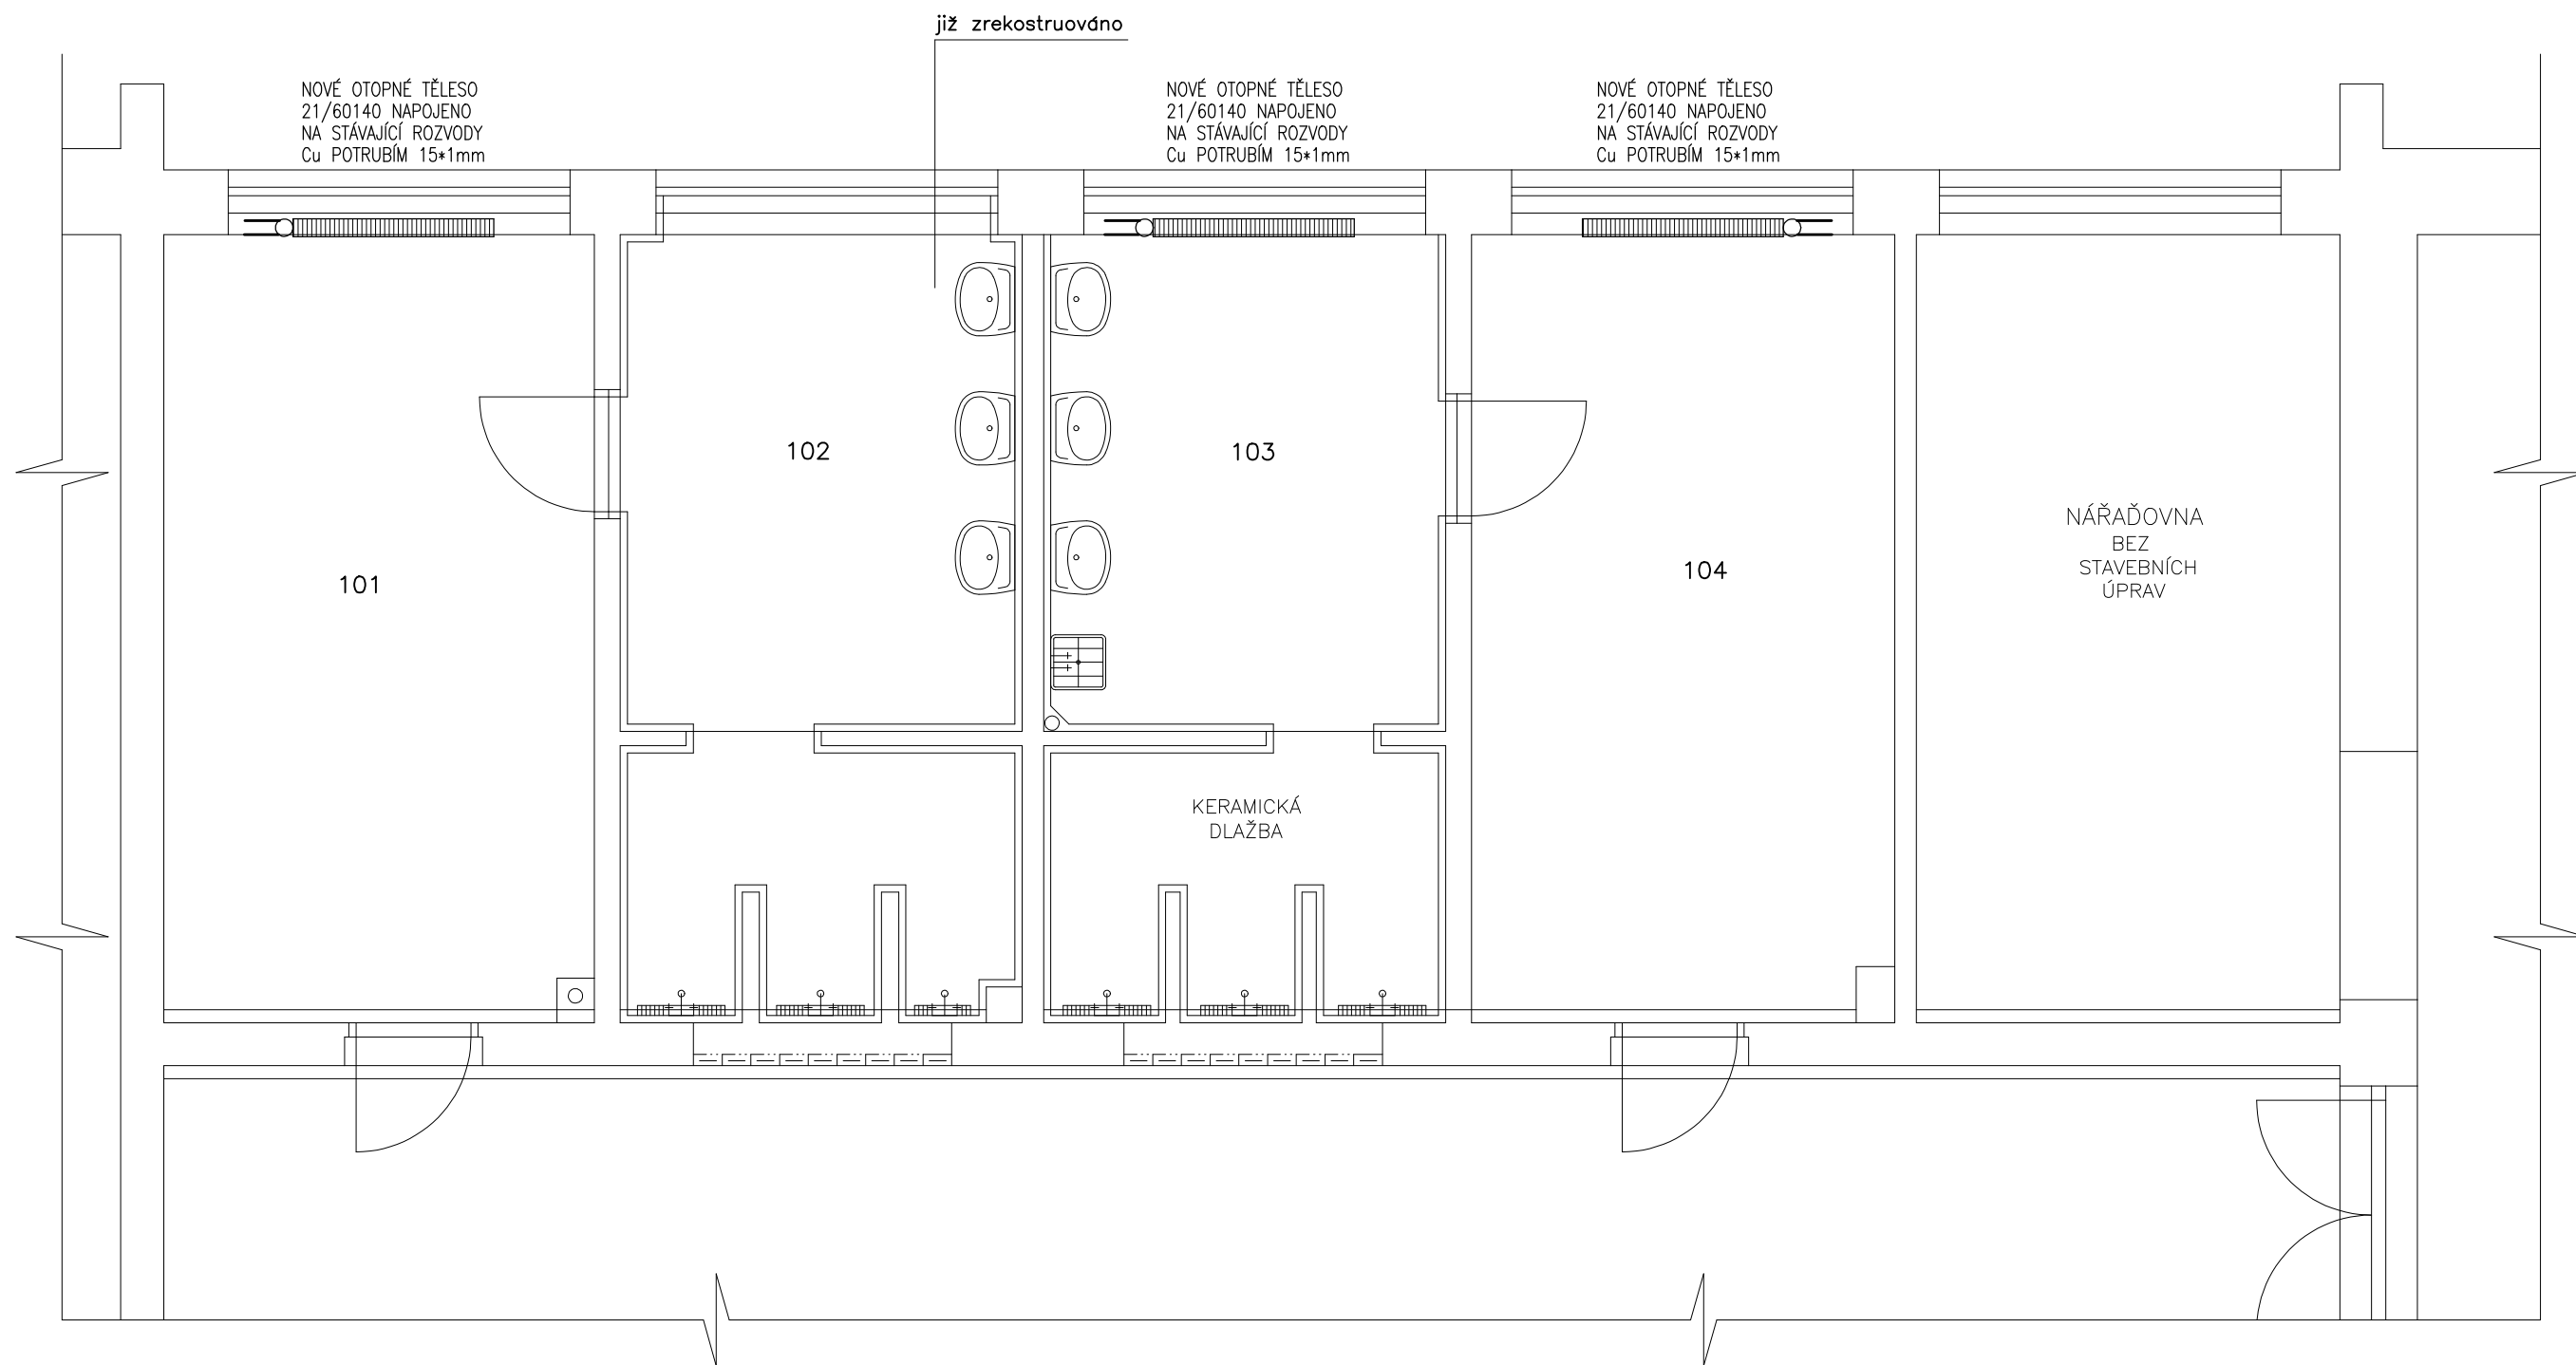 již zrekostruováno
NOVÉ OTOPNÉ TĚLESO
21/60140 NAPOJENO
NA STÁVAJÍCÍ ROZVODY
Cu POTRUBÍM 15*1mm
NOVÉ OTOPNÉ TĚLESO
21/60140 NAPOJENO
NA STÁVAJÍCÍ ROZVODY
Cu POTRUBÍM 15*1mm
NOVÉ OTOPNÉ TĚLESO
21/60140 NAPOJENO
NA STÁVAJÍCÍ ROZVODY
Cu POTRUBÍM 15*1mm
101
102
103
104
NÁŘAĎOVNA
BEZ
STAVEBNÍCH
ÚPRAV
KERAMICKÁ
DLAŽBA